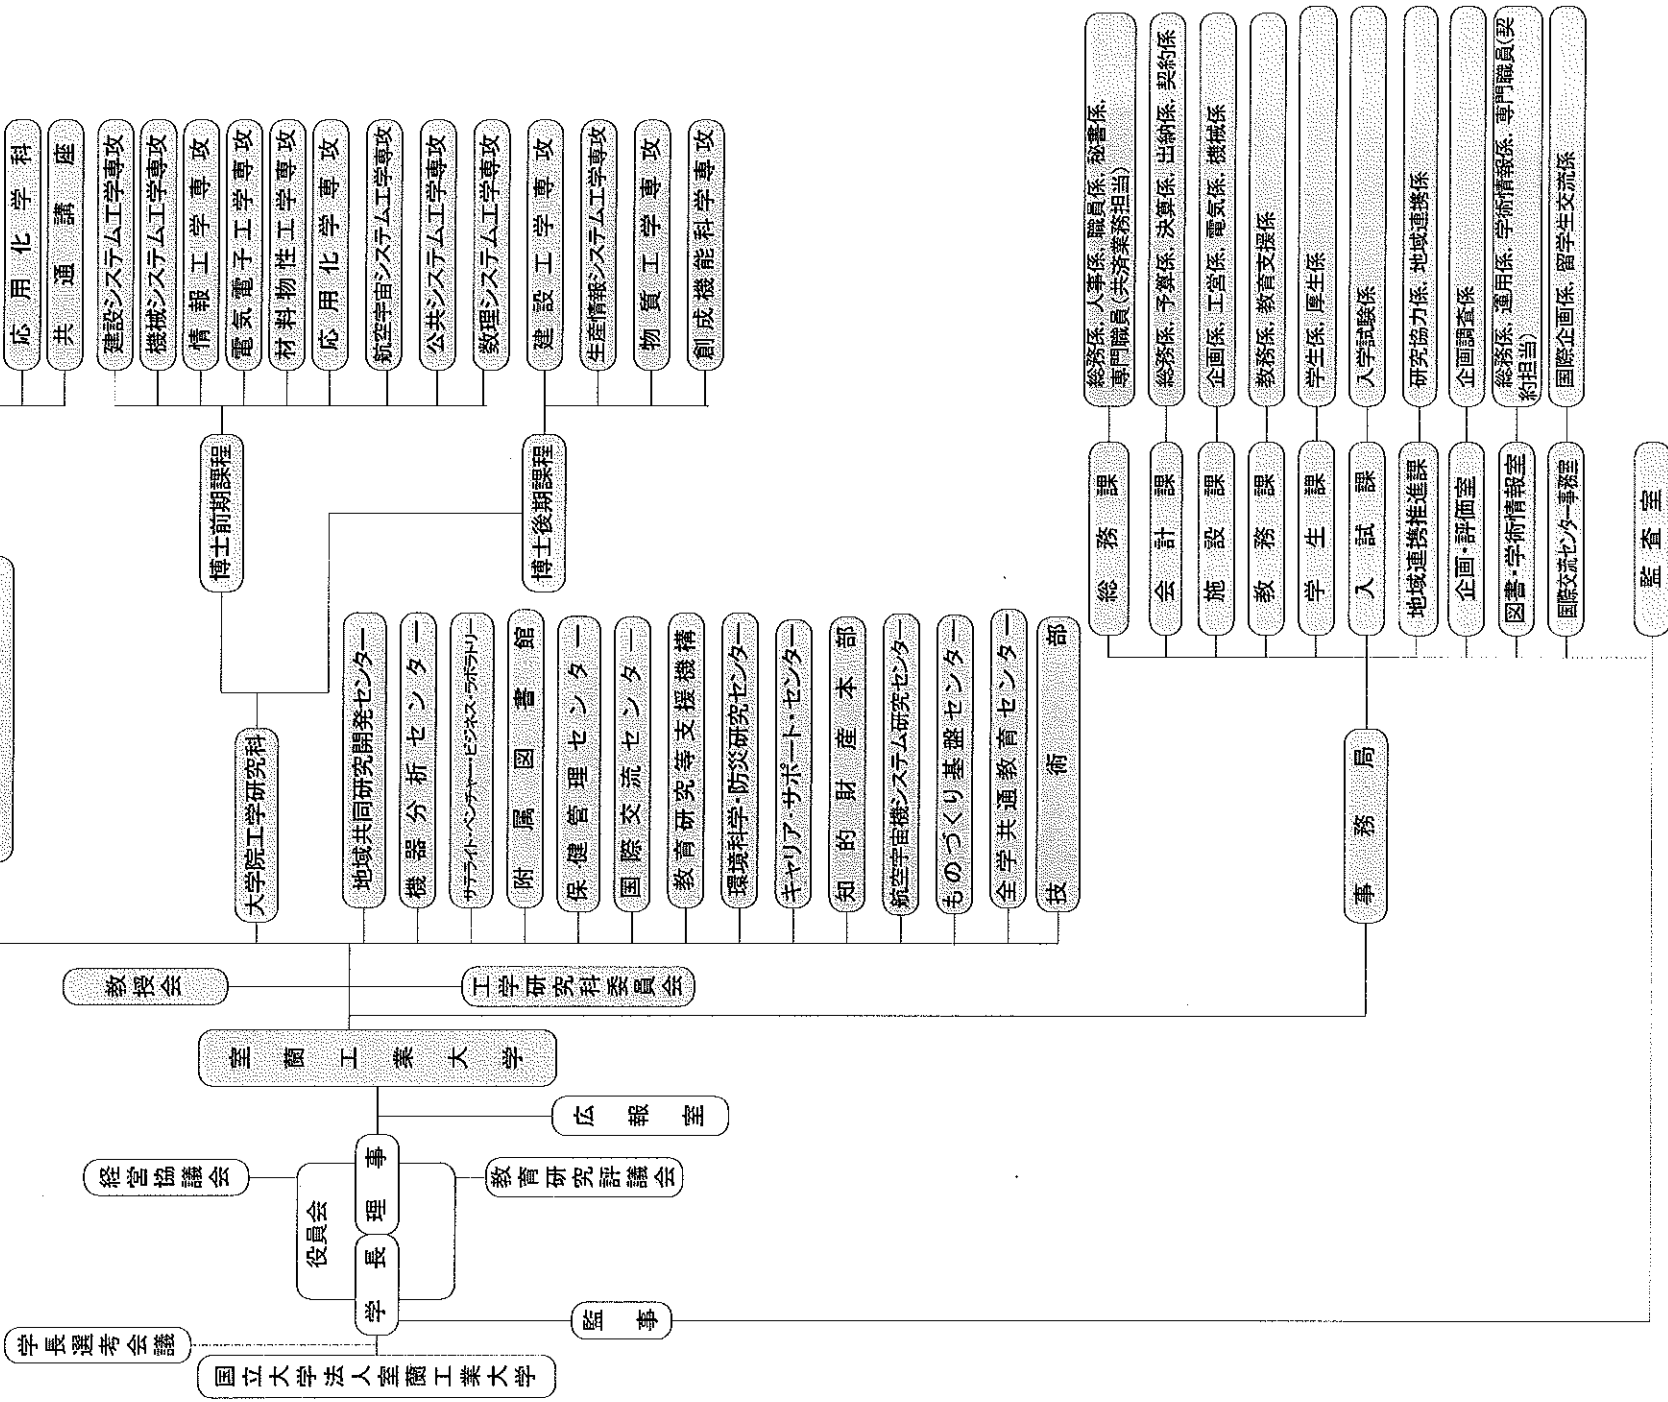 国立大学法人室蘭工業大学
学長選考会議
学長
理事
役員会
監事
経営協議会
教育研究評議会
広報室
室蘭工業大学
教授会
工学研究科委員会
応用化学科
共通講座
大学院工学研究科
博士前期課程
建設システム工学専攻
機械システム工学専攻
情報工学専攻
電気電子工学専攻
材料物性工学専攻
応用化学専攻
航空宇宙システム工学専攻
公共システム工学専攻
数理システム工学専攻
博士後期課程
建設工学専攻
生産情報システム工学専攻
物質工学専攻
創成機能科学専攻
地域共同研究開発センター
機器分析センター
サテライト・ベンチャー・ビジネス・ラボラトリー
附属図書館
保健管理センター
国際交流センター
教育研究等支援機構
環境科学・防災研究センター
キャリア・サポート・センター
知的財産本部
航空宇宙機システム研究センター
ものづくり基盤センター
全学共通教育センター
技術部
事務局
総務課
総務係, 人事係, 職員係, 秘書係,
専門職員(共済業務担当)
会計課
総務係, 予算係, 決算係, 出納係, 契約係
施設課
企画係, 工営係, 電気係, 機械係
教務課
教務係, 教育支援係
学生課
学生係, 厚生係
入試課
入学試験係
地域連携推進課
研究協力係, 地域連携係
企画・評価室
企画調査係
図書・学術情報室
総務係, 運用係, 学術情報係, 専門職員(契
約担当)
国際交流センター事務室
国際企画係, 留学生交流係
監査室